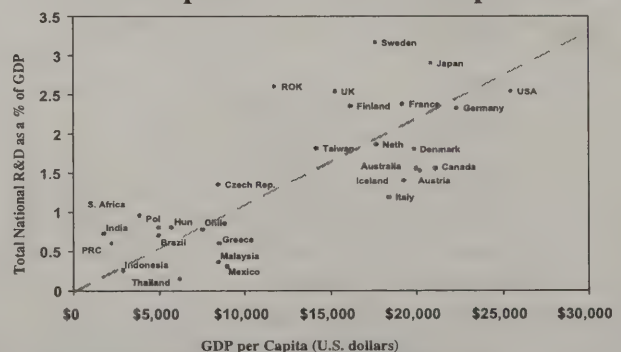 3.5
Sweden
3
Japan
ROK
UK
USA
2.5
Finland
France
Germany
2
Taiwan
Neth
Denmark
Australia
Canada
1.5
Czech Rep.
Iceland
Austria
Italy
S. Africa
1
India
Pol
Hun
Chile
PRC
Brazil
Greece
0.5
Malaysia
Indonesia
Mexico
Thailand
0
$0 $5,000 $10,000 $15,000 $20,000 $25,000 $30,000
GDP per Capita (U.S. dollars)
Total National R&D as a % of GDP